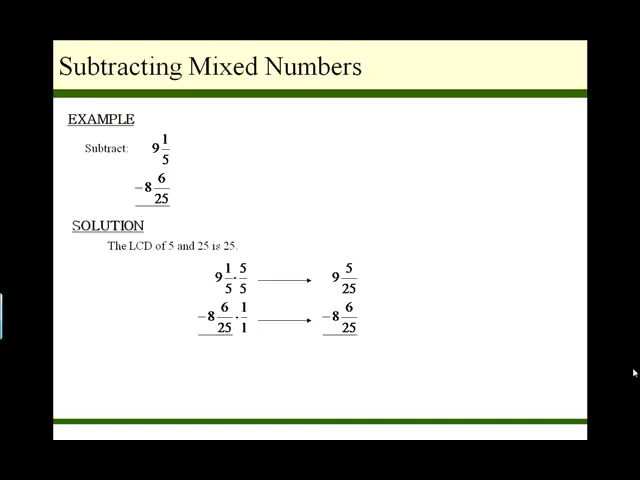 Subtracting Mixed Numbers
EXAMPLE
Subtract: 9 1/5
− 8 6/25
SOLUTION
The LCD of 5 and 25 is 25.
9 1/5 · 5/5 → 9 5/25
− 8 6/25 · 1/1 → − 8 6/25